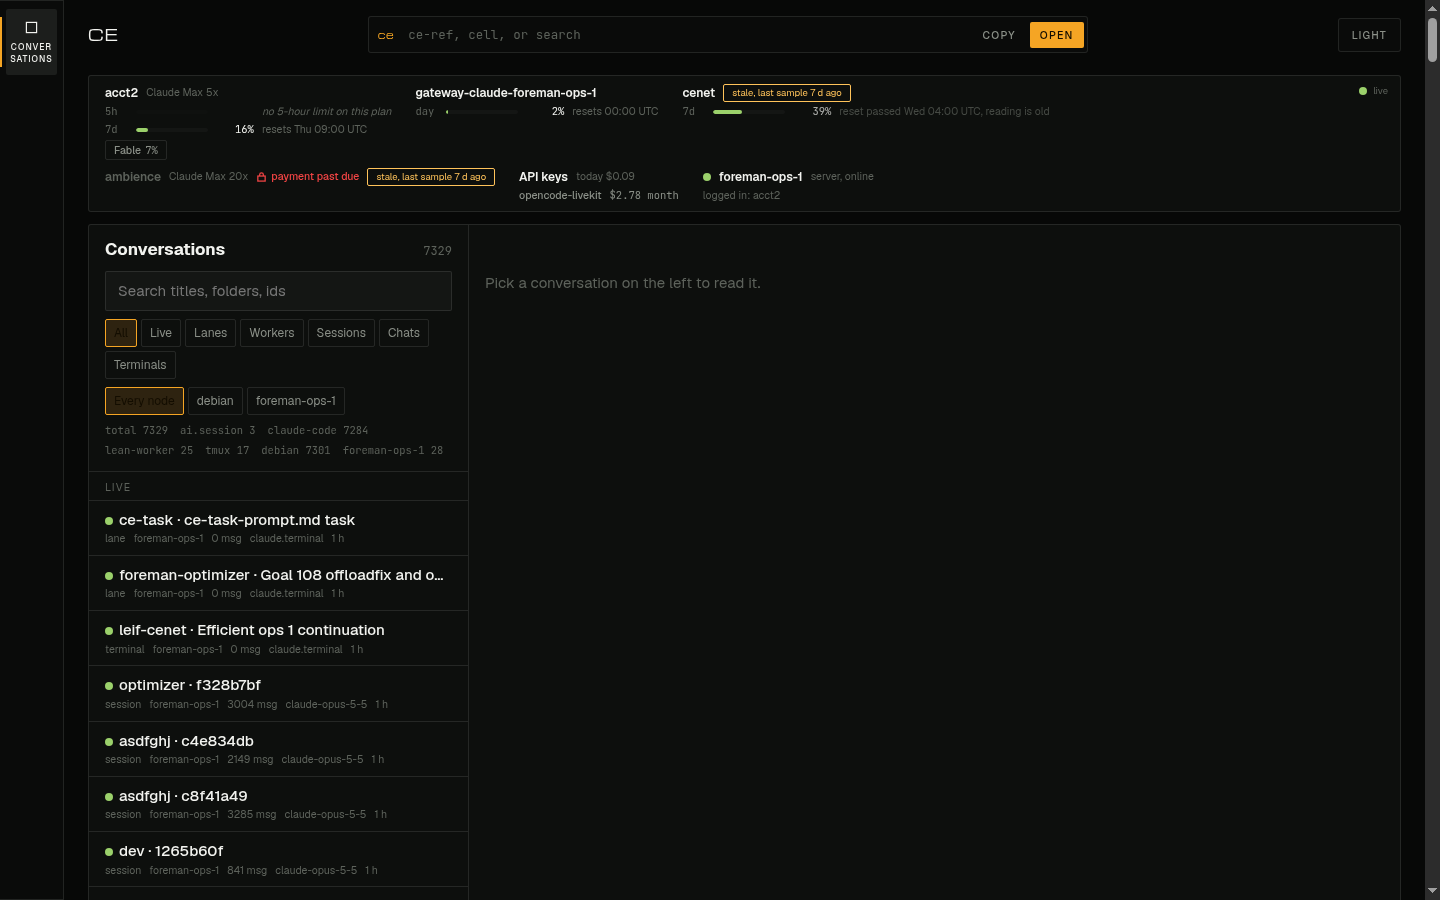 CONVER
SATIONS
CE
ce ce-ref, cell, or search COPY OPEN
LIGHT
acct2 Claude Max 5x
5h no 5-hour limit on this plan
7d 16% resets Thu 09:00 UTC
Fable 7%
gateway-claude-foreman-ops-1
day 2% resets 00:00 UTC
cenet stale, last sample 7 d ago
7d 39% reset passed Wed 04:00 UTC, reading is old
live
ambience Claude Max 20x payment past due stale, last sample 7 d ago
API keys today $0.09
opencode-livekit $2.78 month
foreman-ops-1 server, online
logged in: acct2
Conversations 7329
Search titles, folders, ids
All Live Lanes Workers Sessions Chats
Terminals
Every node debian foreman-ops-1
total 7329 ai.session 3 claude-code 7284
lean-worker 25 tmux 17 debian 7301 foreman-ops-1 28
LIVE
ce-task · ce-task-prompt.md task
lane foreman-ops-1 0 msg claude.terminal 1 h
foreman-optimizer · Goal 108 offloadfix and o...
lane foreman-ops-1 0 msg claude.terminal 1 h
leif-cenet · Efficient ops 1 continuation
terminal foreman-ops-1 0 msg claude.terminal 1 h
optimizer · f328b7bf
session foreman-ops-1 3004 msg claude-opus-5-5 1 h
asdfghj · c4e834db
session foreman-ops-1 2149 msg claude-opus-5-5 1 h
asdfghj · c8f41a49
session foreman-ops-1 3285 msg claude-opus-5-5 1 h
dev · 1265b60f
session foreman-ops-1 841 msg claude-opus-5-5 1 h
Pick a conversation on the left to read it.